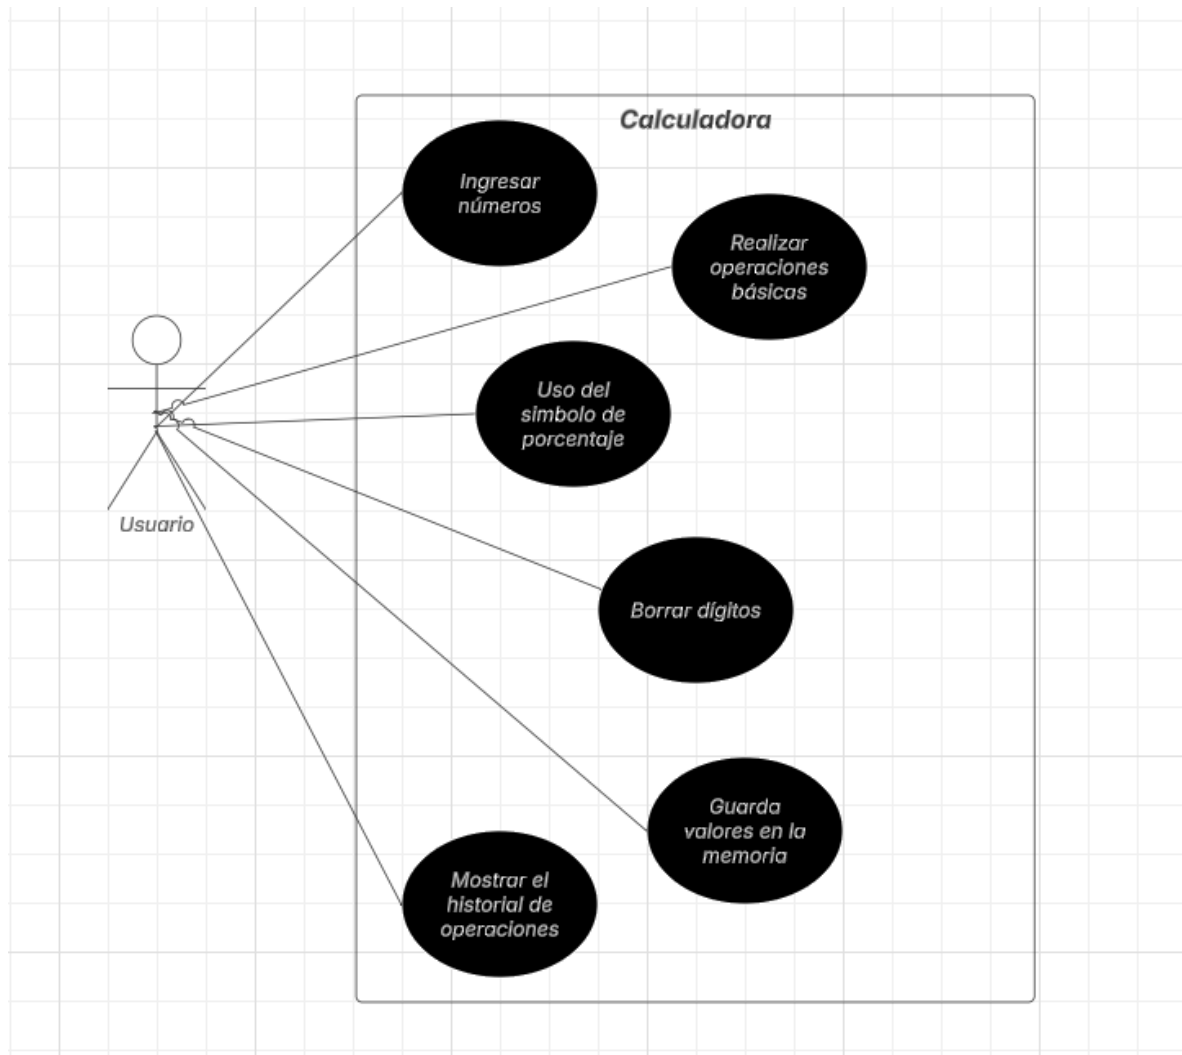 Calculadora
Ingresar
números
Realizar
operaciones
básicas
Uso del
simbolo de
porcentaje
Usuario
Borrar dígitos
Guarda
valores en la
memoria
Mostrar el
historial de
operaciones